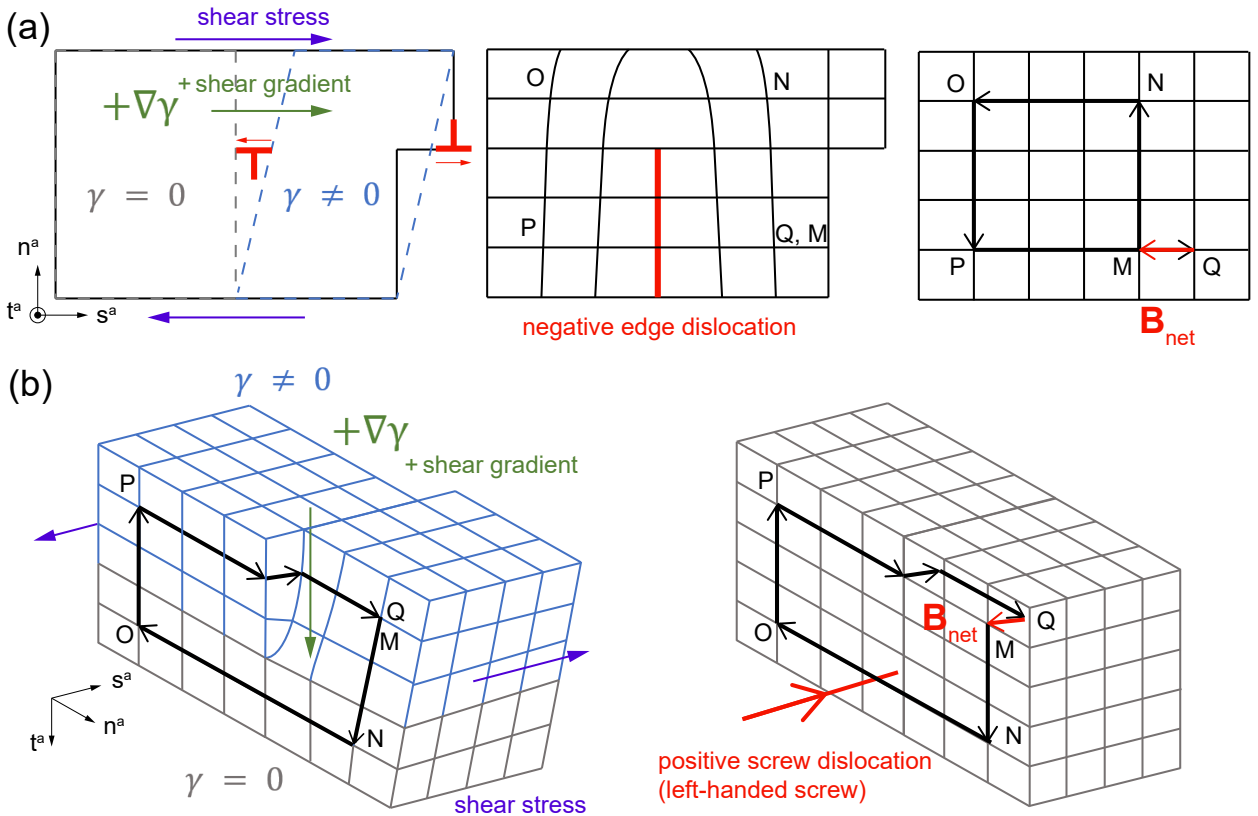 (a)
shear stress
+∇γ
+ shear gradient
γ = 0
γ ≠ 0
nᵃ
tᵃ
sᵃ
O
N
P
Q, M
negative edge dislocation
O
N
P
M
Q
B_net
(b)
γ ≠ 0
+∇γ
+ shear gradient
P
Q
M
O
N
sᵃ
nᵃ
tᵃ
γ = 0
shear stress
P
B_net
Q
M
O
N
positive screw dislocation
(left-handed screw)